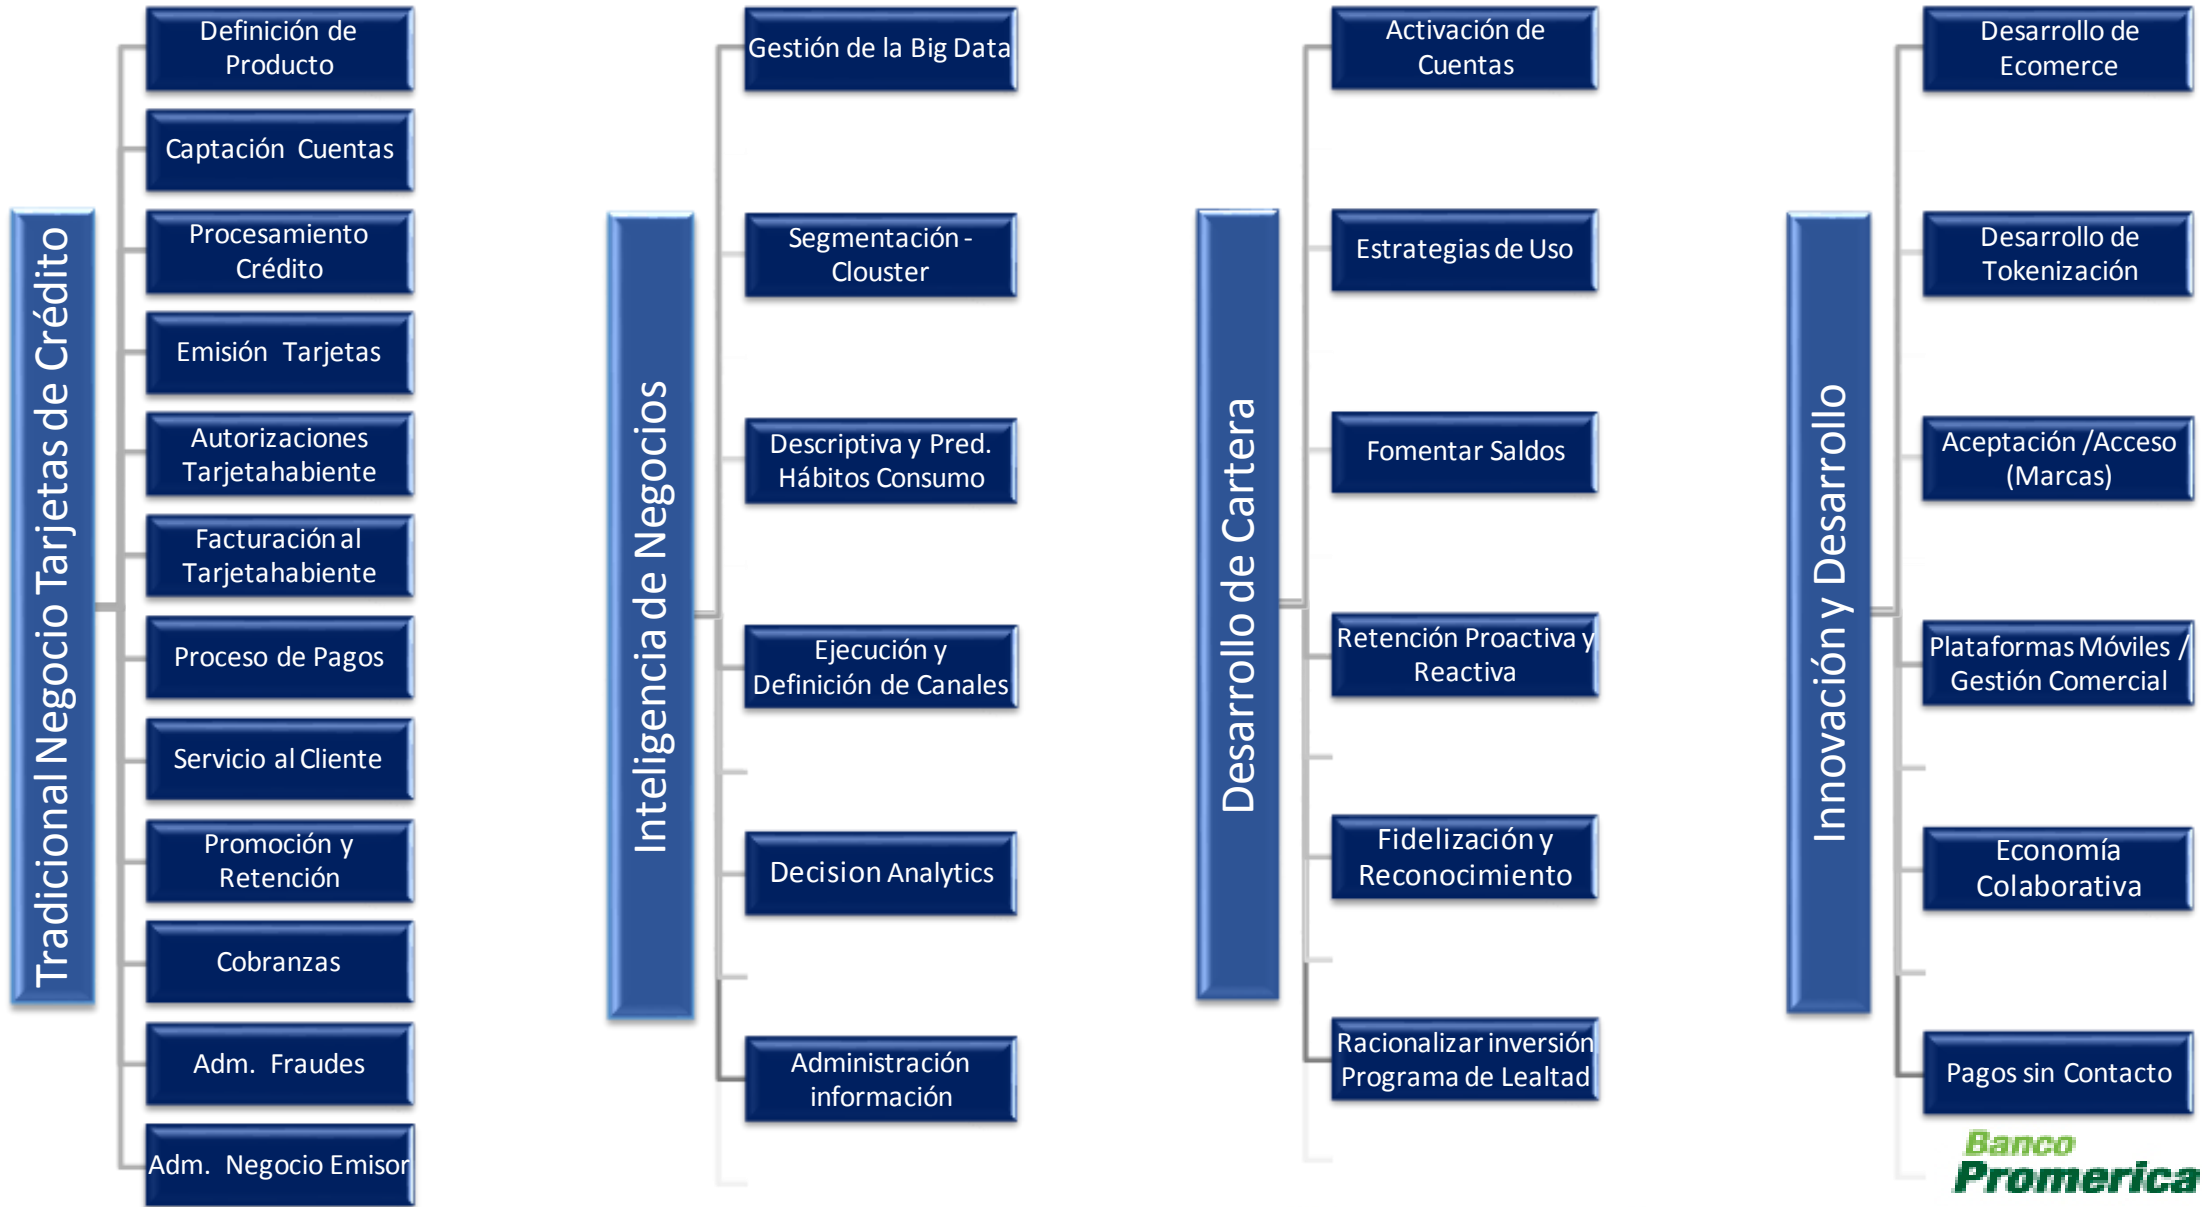 Tradicional Negocio Tarjetas de Crédito
Definición de
Producto
Captación Cuentas
Procesamiento
Crédito
Emisión Tarjetas
Autorizaciones
Tarjetahabiente
Facturación al
Tarjetahabiente
Proceso de Pagos
Servicio al Cliente
Promoción y
Retención
Cobranzas
Adm. Fraudes
Adm. Negocio Emisor
Inteligencia de Negocios
Gestión de la Big Data
Segmentación -
Clouster
Descriptiva y Pred.
Hábitos Consumo
Ejecución y
Definición de Canales
Decision Analytics
Administración
información
Desarrollo de Cartera
Activación de
Cuentas
Estrategias de Uso
Fomentar Saldos
Retención Proactiva y
Reactiva
Fidelización y
Reconocimiento
Racionalizar inversión
Programa de Lealtad
Innovación y Desarrollo
Desarrollo de
Ecomerce
Desarrollo de
Tokenización
Aceptación /Acceso
(Marcas)
Plataformas Móviles /
Gestión Comercial
Economía
Colaborativa
Pagos sin Contacto
Banco
Promerica